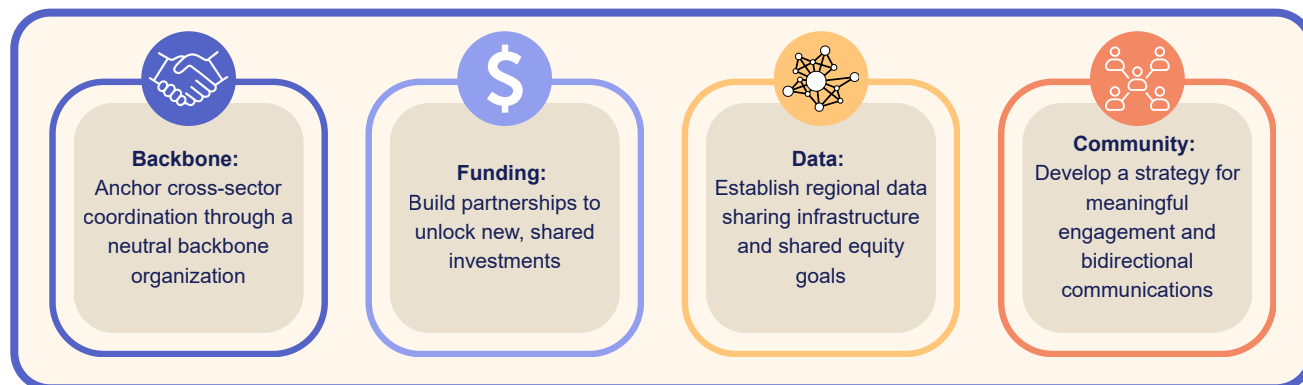 Backbone:
Anchor cross-sector
coordination through a
neutral backbone
organization
Funding:
Build partnerships to
unlock new, shared
investments
Data:
Establish regional data
sharing infrastructure
and shared equity
goals
Community:
Develop a strategy for
meaningful
engagement and
bidirectional
communications